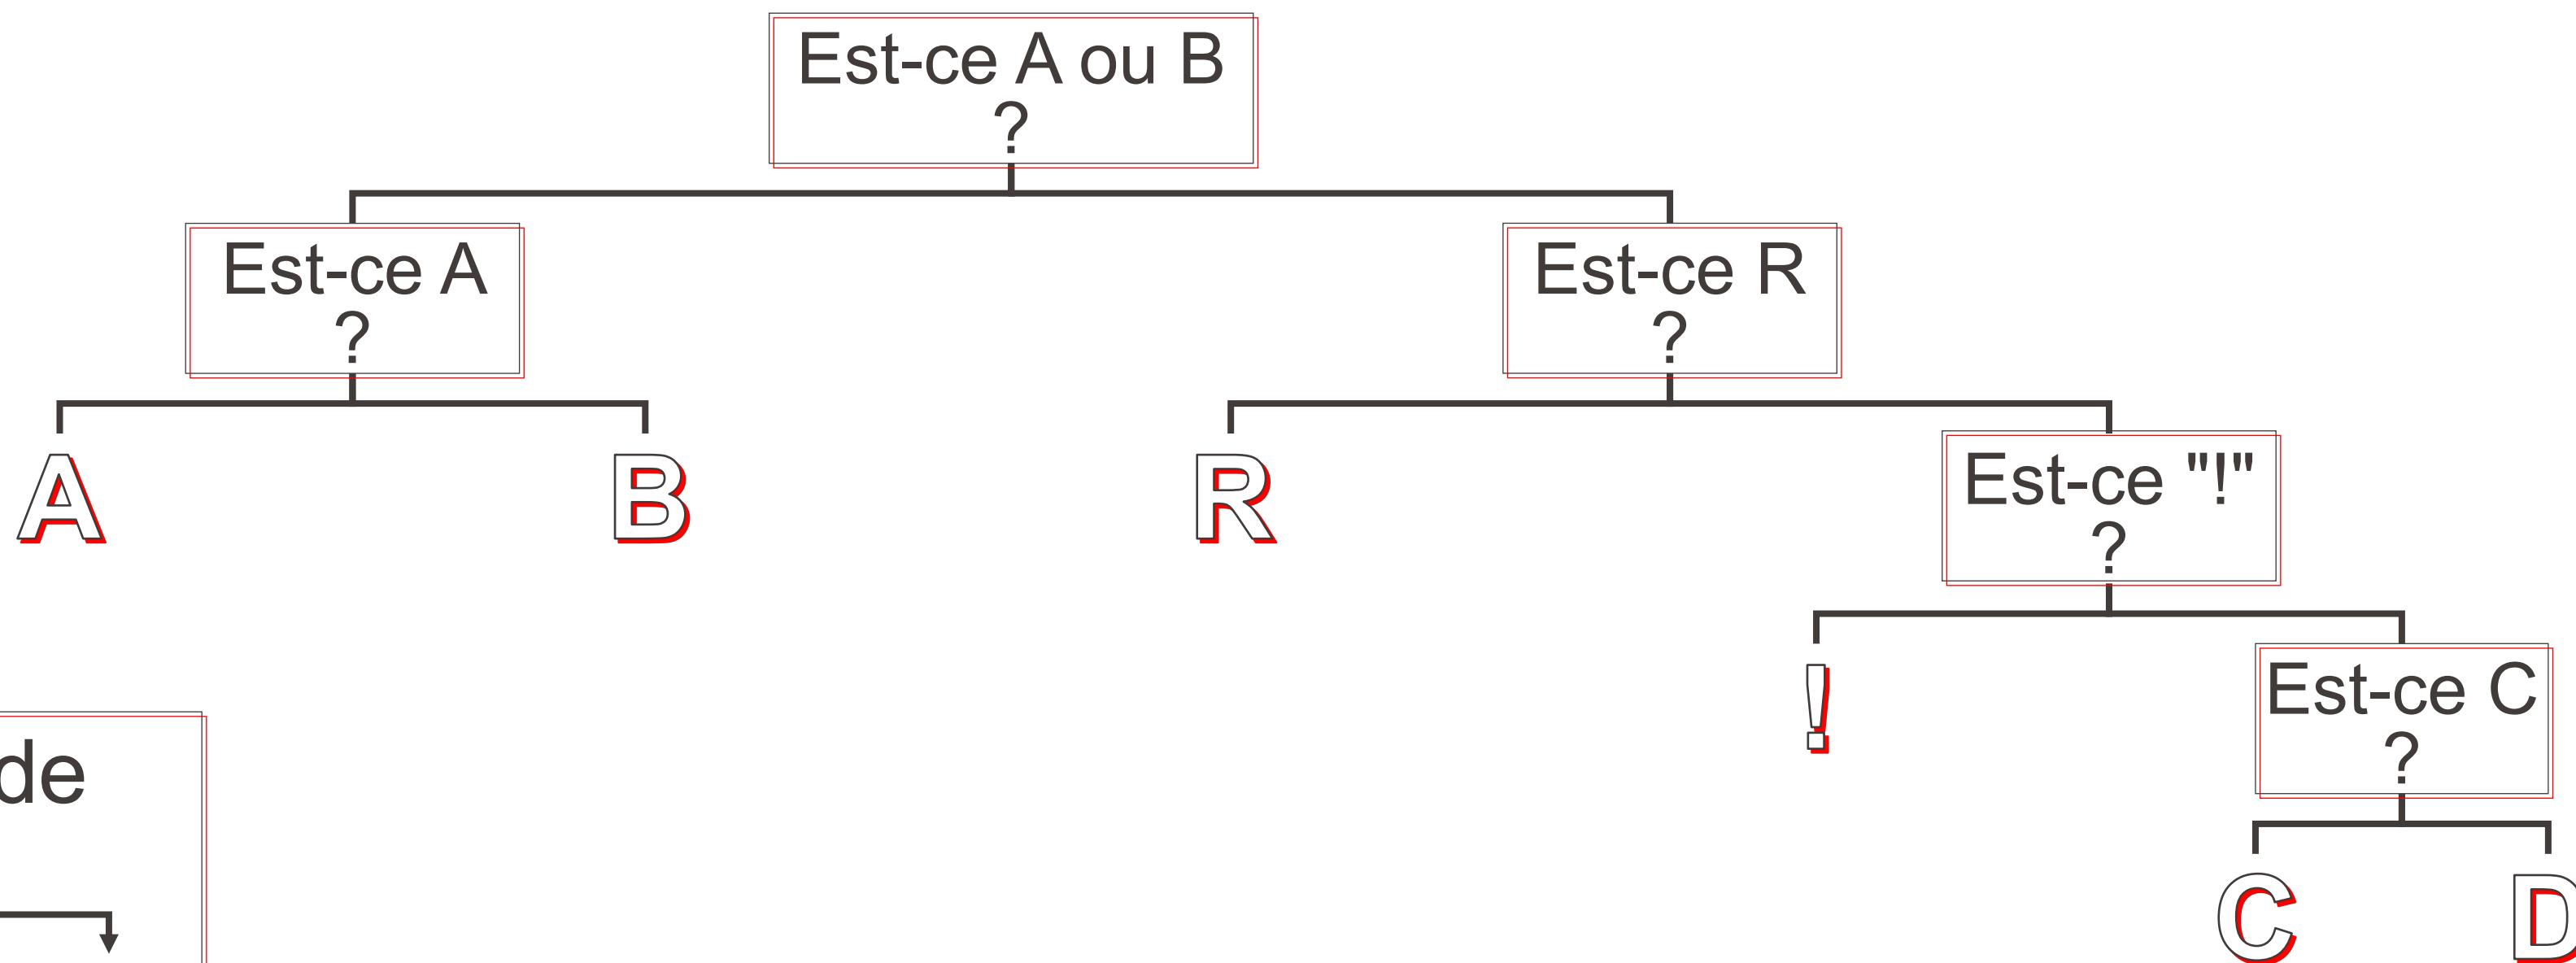 Est-ce A ou B
?
Est-ce A
?
Est-ce R
?
A
B
R
Est-ce "!"
?
!
Est-ce C
?
de
C
D